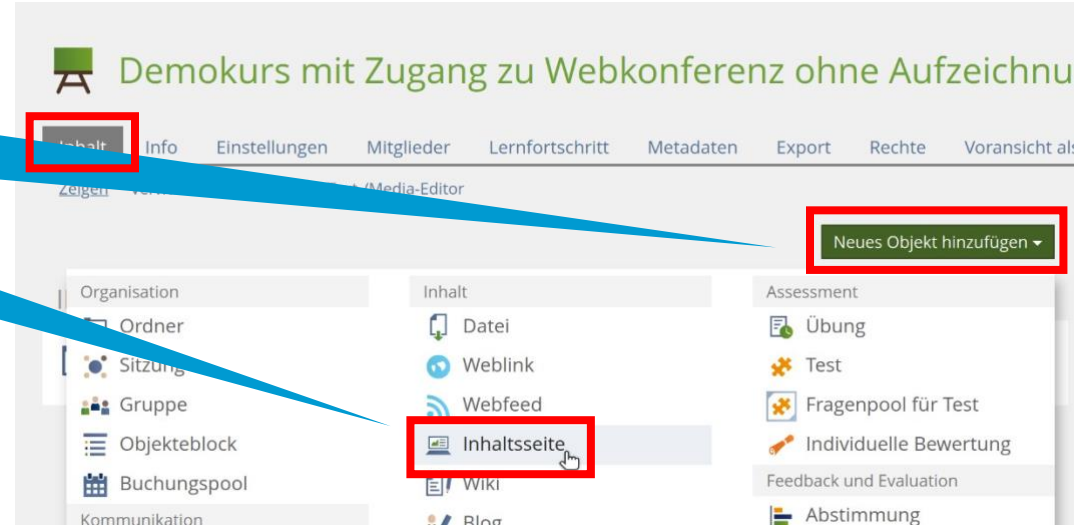 Demokurs mit Zugang zu Webkonferenz ohne Aufzeichnu
Inhalt Info Einstellungen Mitglieder Lernfortschritt Metadaten Export Rechte Voransicht als
Zeigen /Media-Editor
Neues Objekt hinzufügen
Organisation
Ordner
Sitzung
Gruppe
Objekteblock
Buchungspool
Kommunikation
Inhalt
Datei
Weblink
Webfeed
Inhaltsseite
Wiki
Blog
Assessment
Übung
Test
Fragenpool für Test
Individuelle Bewertung
Feedback und Evaluation
Abstimmung